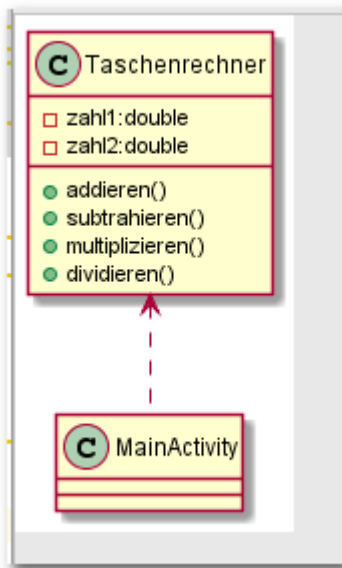 C Taschenrechner
zahl1:double
zahl2:double
addieren()
subtrahieren()
multiplizieren()
dividieren()
C MainActivity